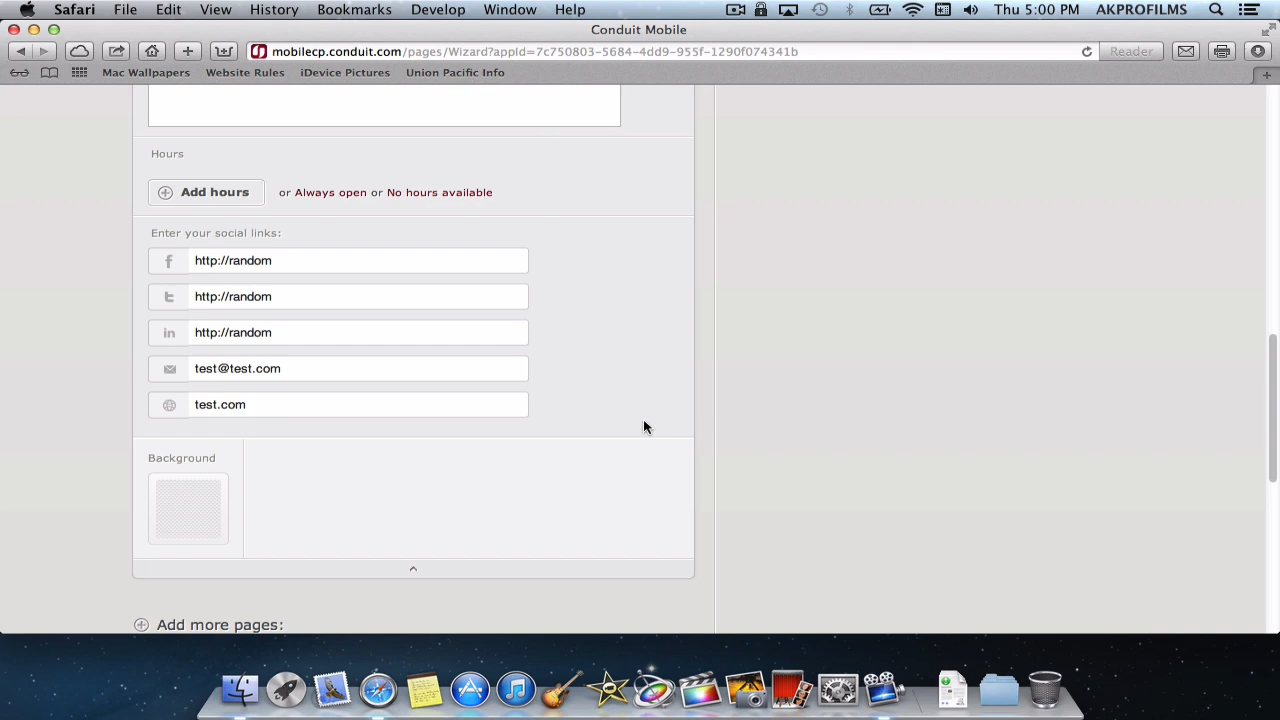 Safari File Edit View History Bookmarks Develop Window Help Thu 5:00 PM AKPROFILMS
Conduit Mobile
mobilecp.conduit.com/pages/Wizard?appId=7c750803-5684-4dd9-955f-1290f074341b Reader
Mac Wallpapers Website Rules iDevice Pictures Union Pacific Info
Hours
Add hours or Always open or No hours available
Enter your social links:
http://random
http://random
http://random
test@test.com
test.com
Background
Add more pages: